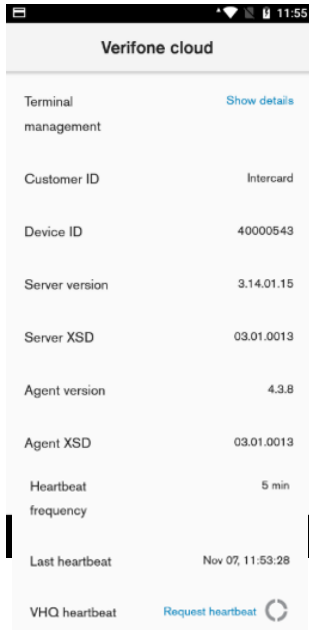 11:55
Verifone cloud
Terminal management Show details
Customer ID Intercard
Device ID 40000543
Server version 3.14.01.15
Server XSD 03.01.0013
Agent version 4.3.8
Agent XSD 03.01.0013
Heartbeat frequency 5 min
Last heartbeat Nov 07, 11:53:28
VHQ heartbeat Request heartbeat